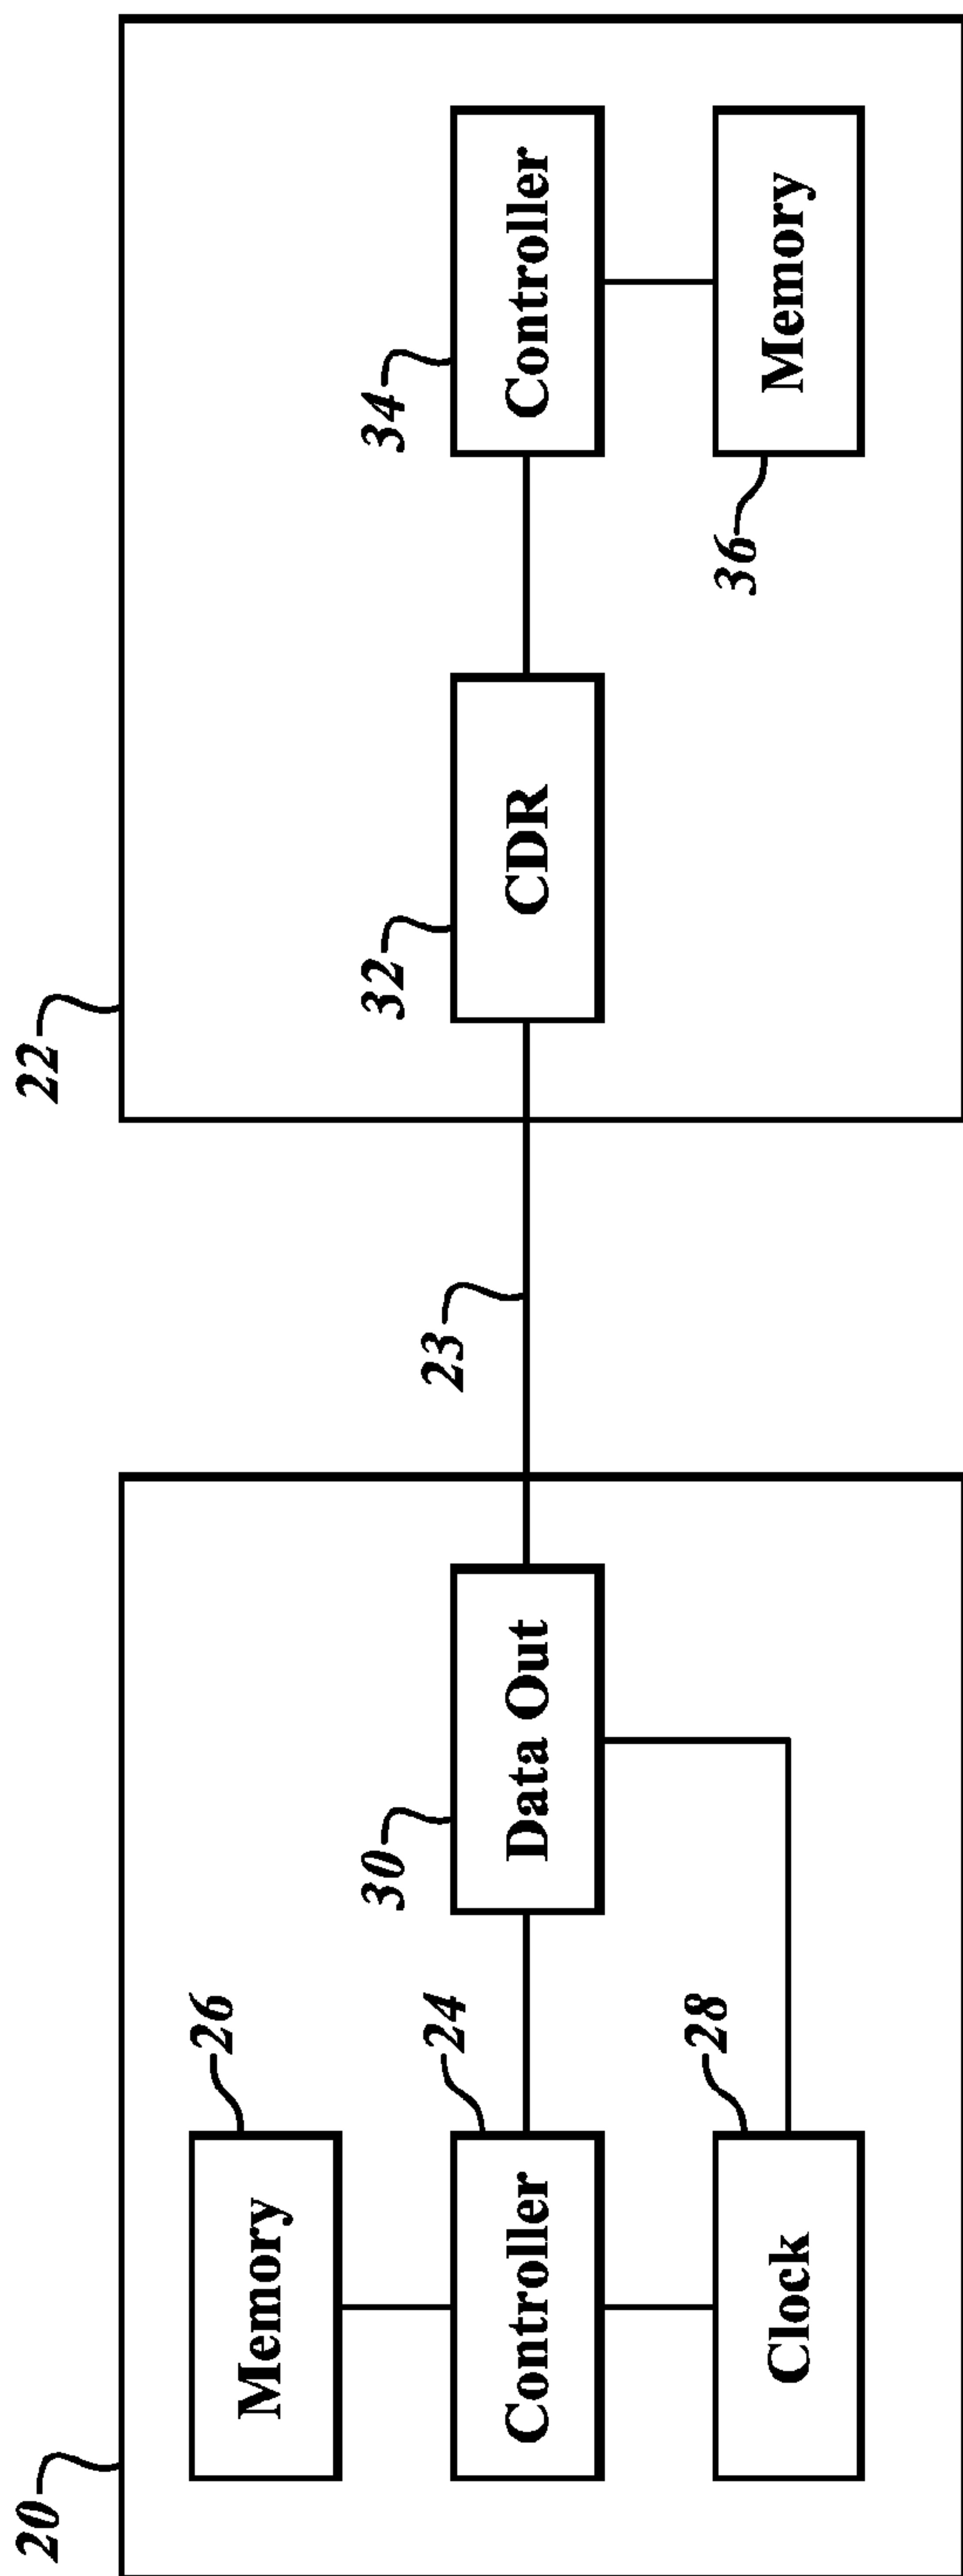 20
Memory
26
Controller
24
Clock
28
30
Data Out
23
22
32
CDR
34
Controller
36
Memory